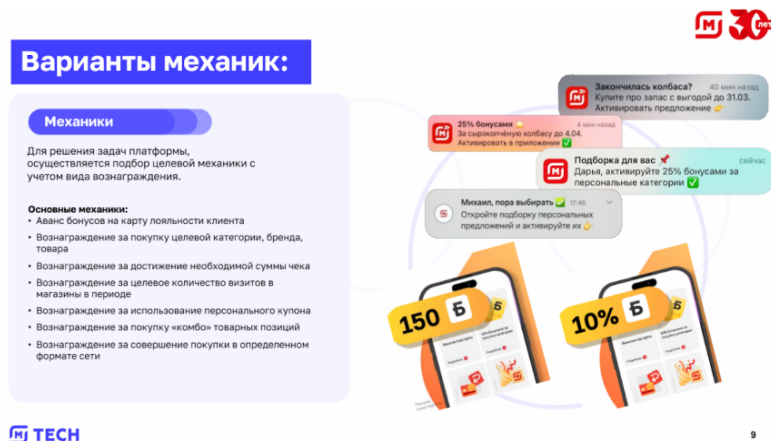 30 лет
Варианты механик:
Механики
Для решения задач платформы,
осуществляется подбор целевой механики с
учетом вида вознаграждения.
Основные механики:
• Аванс бонусов на карту лояльности клиента
• Вознаграждение за покупку целевой категории, бренда,
товара
• Вознаграждение за достижение необходимой суммы чека
• Вознаграждение за целевое количество визитов в
магазины в периоде
• Вознаграждение за использование персонального купона
• Вознаграждение за покупку «комбо» товарных позиций
• Вознаграждение за совершение покупки в определенном
формате сети
Закончилась колбаса? 40 мин назад
Купите про запас с выгодой до 31.03.
Активировать предложение
25% бонусами 4 мин назад
За сырокопчёную колбасу до 4.04.
Активировать в приложении
Подборка для вас сейчас
Дарья, активируйте 25% бонусами за
персональные категории
Михаил, пора выбирать 17:46
Откройте подборку персональных
предложений и активируйте их
150 Б
10% Б
М TECH
9